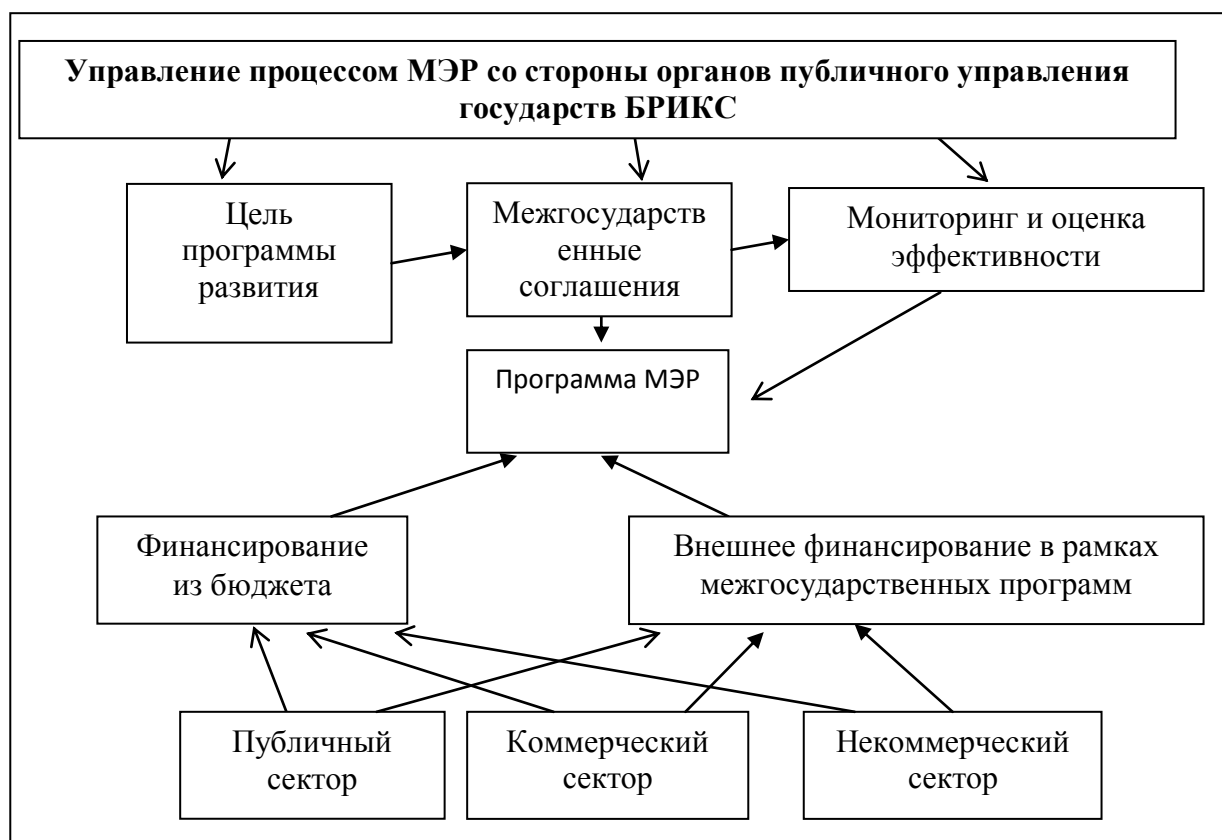 Управление процессом МЭР со стороны органов публичного управления
государств БРИКС
Цель
программы
развития
Межгосударств
енные
соглашения
Мониторинг и оценка
эффективности
Программа МЭР
Финансирование
из бюджета
Внешнее финансирование в рамках
межгосударственных программ
Публичный
сектор
Коммерческий
сектор
Некоммерческий
сектор